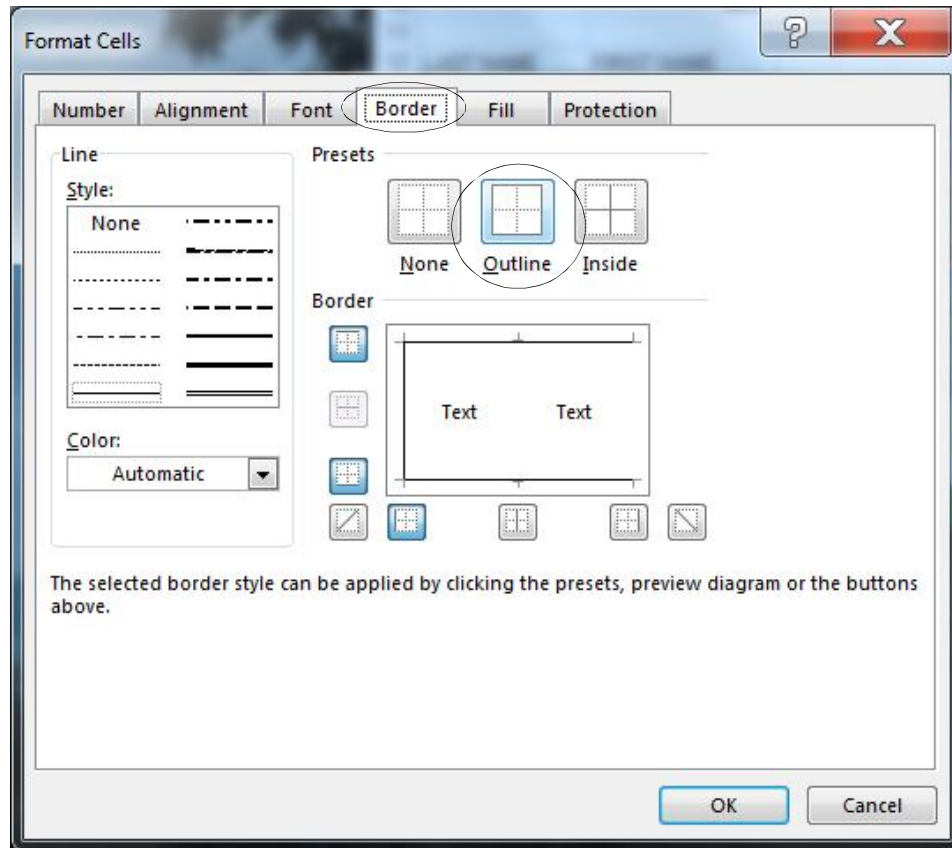 Format Cells
Number Alignment Font Border Fill Protection
Line
Style:
None
Color:
Automatic
Presets
None Outline Inside
Border
Text Text
The selected border style can be applied by clicking the presets, preview diagram or the buttons
above.
OK Cancel